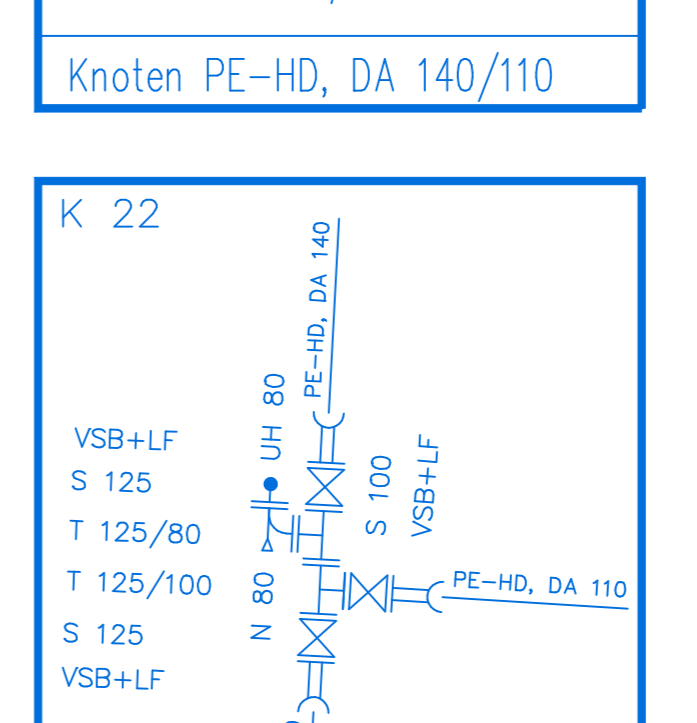 Knoten PE-HD, DA 140/110
K 22
PE-HD, DA 140
UH 80
VSB+LF
S 125
T 125/80
T 125/100
S 125
VSB+LF
N 80
S 100
VSB+LF
PE-HD, DA 110